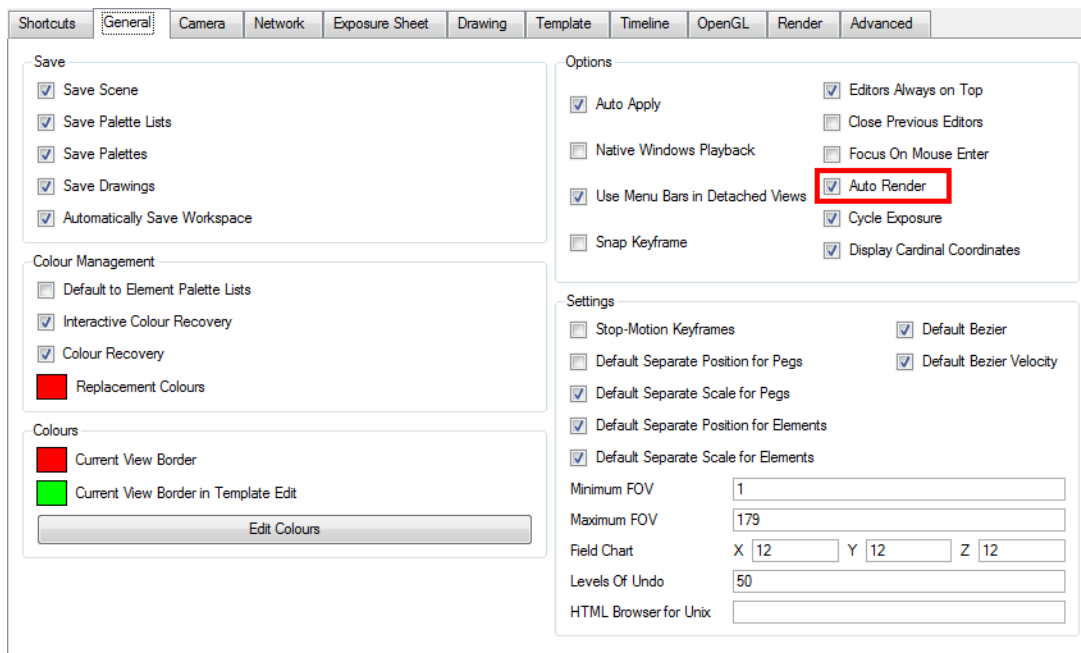 Shortcuts General Camera Network Exposure Sheet Drawing Template Timeline OpenGL Render Advanced
Save
Save Scene
Save Palette Lists
Save Palettes
Save Drawings
Automatically Save Workspace
Colour Management
Default to Element Palette Lists
Interactive Colour Recovery
Colour Recovery
Replacement Colours
Colours
Current View Border
Current View Border in Template Edit
Edit Colours
Options
Auto Apply
Native Windows Playback
Use Menu Bars in Detached Views
Snap Keyframe
Editors Always on Top
Close Previous Editors
Focus On Mouse Enter
Auto Render
Cycle Exposure
Display Cardinal Coordinates
Settings
Stop-Motion Keyframes
Default Separate Position for Pegs
Default Separate Scale for Pegs
Default Separate Position for Elements
Default Separate Scale for Elements
Default Bezier
Default Bezier Velocity
Minimum FOV 1
Maximum FOV 179
Field Chart X 12 Y 12 Z 12
Levels Of Undo 50
HTML Browser for Unix